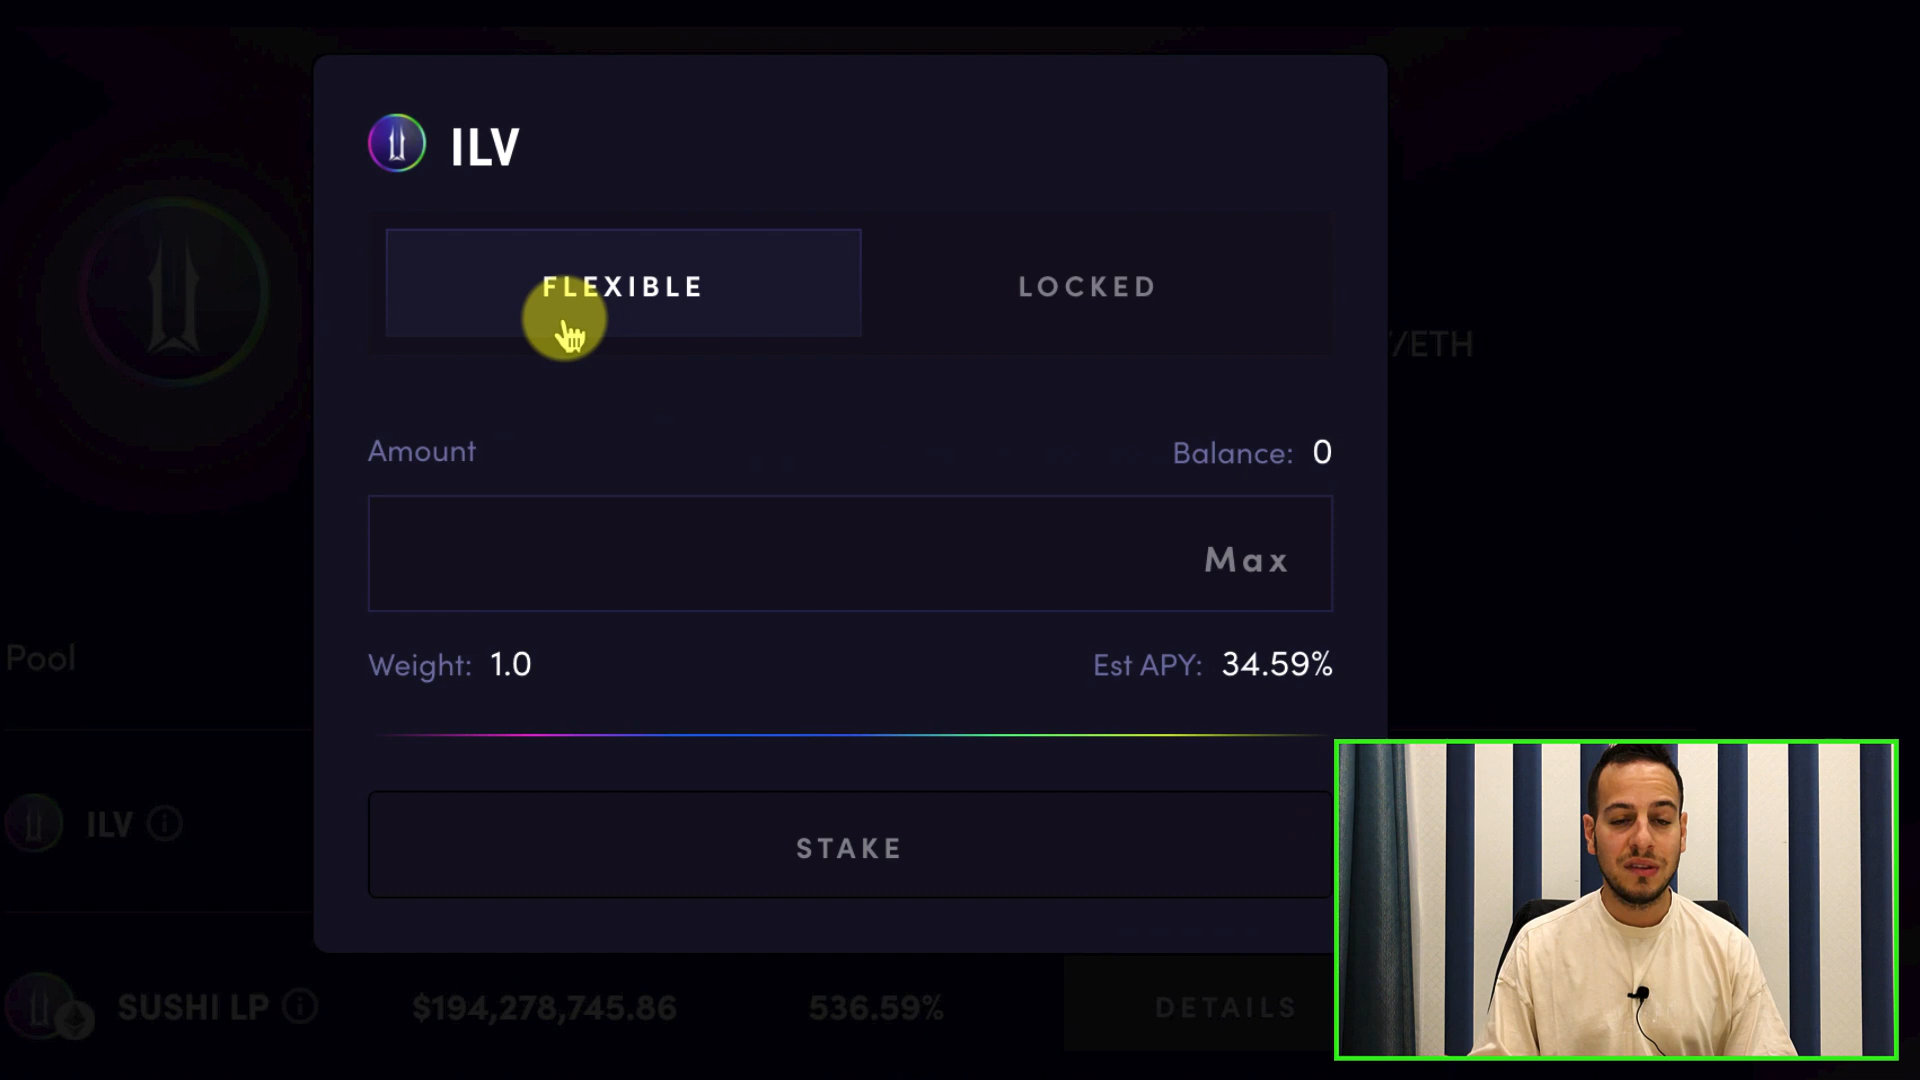 ILV
FLEXIBLE
LOCKED
/ETH
Amount
Balance: 0
Max
Pool
Weight: 1.0
Est APY: 34.59%
ILV
STAKE
SUSHI LP
$194,278,745.86
536.59%
DETAILS